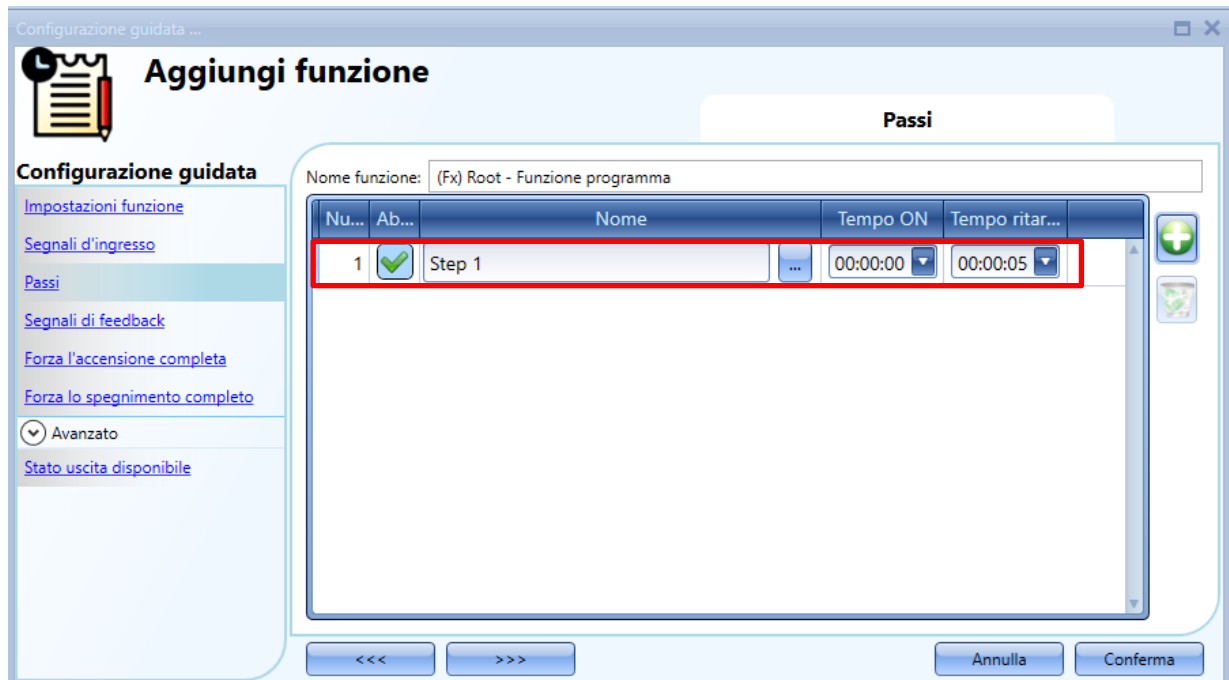 Configurazione guidata ...
Aggiungi funzione
Passi
Configurazione guidata
Impostazioni funzione
Segnali d'ingresso
Passi
Segnali di feedback
Forza l'accensione completa
Forza lo spegnimento completo
Avanzato
Stato uscita disponibile
Nome funzione: (Fx) Root - Funzione programma
Nu... Ab... Nome Tempo ON Tempo ritar...
1 Step 1 ... 00:00:00 00:00:05
<<< >>> Annulla Conferma